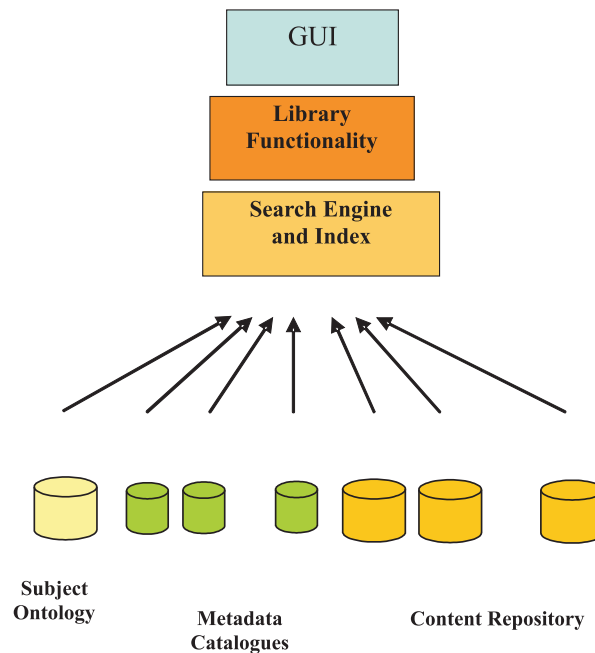 GUI
Library
Functionality
Search Engine
and Index
Subject
Ontology
Metadata
Catalogues
Content Repository